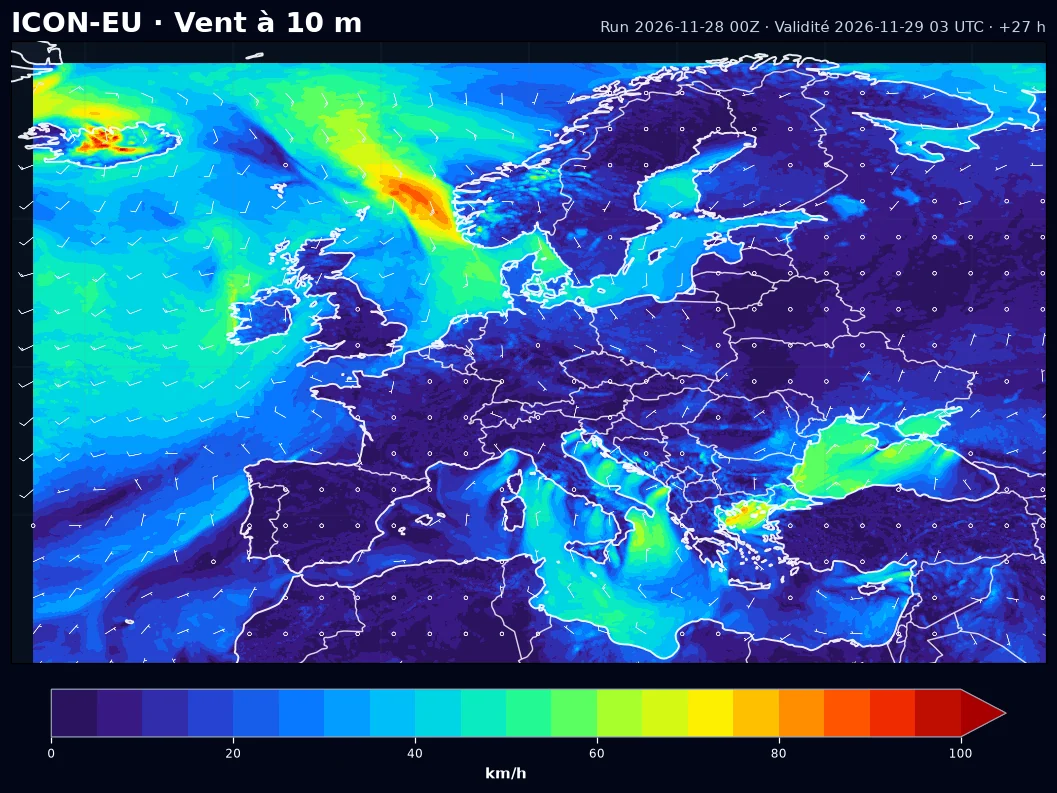 ICON-EU · Vent à 10 m
Run 2026-11-28 00Z · Validité 2026-11-29 03 UTC · +27 h
0 20 40 60 80 100
km/h